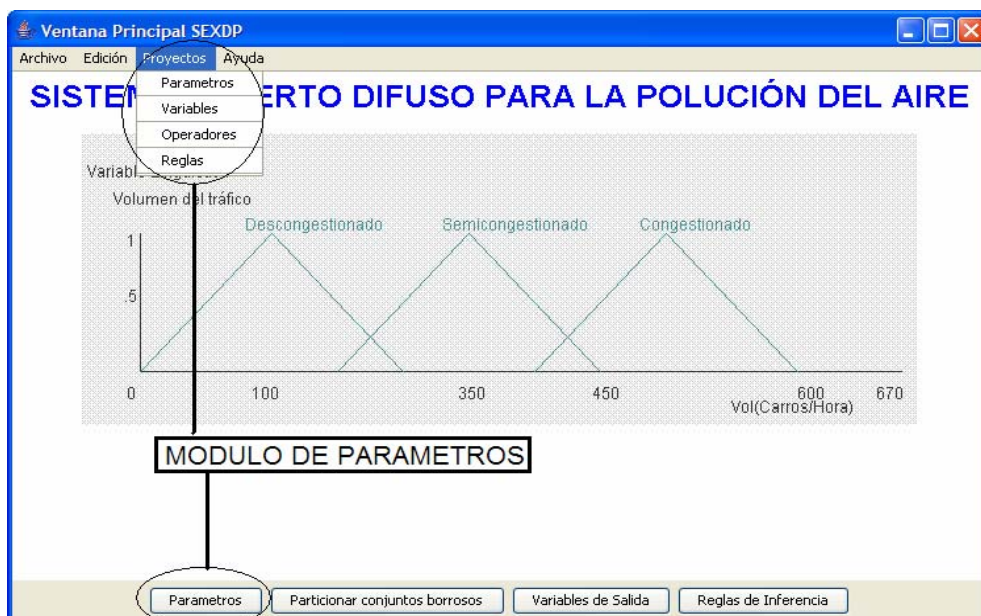 Ventana Principal SEXDP
Archivo Edición Proyectos Ayuda
Parametros
Variables
Operadores
Reglas
SISTE ERTO DIFUSO PARA LA POLUCIÓN DEL AIRE
Variabl
Volumen del tráfico
Descongestionado Semicongestionado Congestionado
1
.5
0 100 350 450 600 670
Vol(Carros/Hora)
MODULO DE PARAMETROS
Parametros Particionar conjuntos borrosos Variables de Salida Reglas de Inferencia